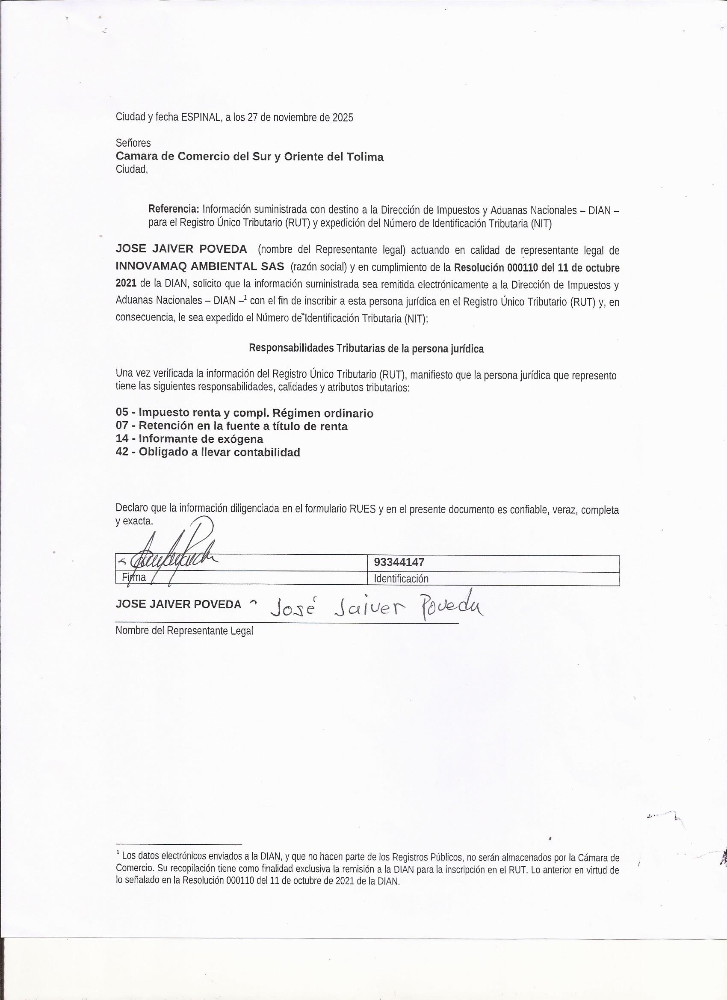 Ciudad y fecha ESPINAL, a los 27 de noviembre de 2025
Señores
Camara de Comercio del Sur y Oriente del Tolima
Ciudad,
Referencia: Información suministrada con destino a la Dirección de Impuestos y Aduanas Nacionales – DIAN –
para el Registro Único Tributario (RUT) y expedición del Número de Identificación Tributaria (NIT)
JOSE JAIVER POVEDA (nombre del Representante legal) actuando en calidad de representante legal de
INNOVAMAQ AMBIENTAL SAS (razón social) y en cumplimiento de la Resolución 000110 del 11 de octubre
2021 de la DIAN, solicito que la información suministrada sea remitida electrónicamente a la Dirección de Impuestos y
Aduanas Nacionales – DIAN –¹ con el fin de inscribir a esta persona jurídica en el Registro Único Tributario (RUT) y, en
consecuencia, le sea expedido el Número de Identificación Tributaria (NIT):
Responsabilidades Tributarias de la persona jurídica
Una vez verificada la información del Registro Único Tributario (RUT), manifiesto que la persona jurídica que represento
tiene las siguientes responsabilidades, calidades y atributos tributarios:
05 - Impuesto renta y compl. Régimen ordinario
07 - Retención en la fuente a título de renta
14 - Informante de exógena
42 - Obligado a llevar contabilidad
Declaro que la información diligenciada en el formulario RUES y en el presente documento es confiable, veraz, completa
y exacta.
93344147
Firma Identificación
JOSE JAIVER POVEDA José Jaiver Poveda
Nombre del Representante Legal
¹ Los datos electrónicos enviados a la DIAN, y que no hacen parte de los Registros Públicos, no serán almacenados por la Cámara de
Comercio. Su recopilación tiene como finalidad exclusiva la remisión a la DIAN para la inscripción en el RUT. Lo anterior en virtud de
lo señalado en la Resolución 000110 del 11 de octubre de 2021 de la DIAN.